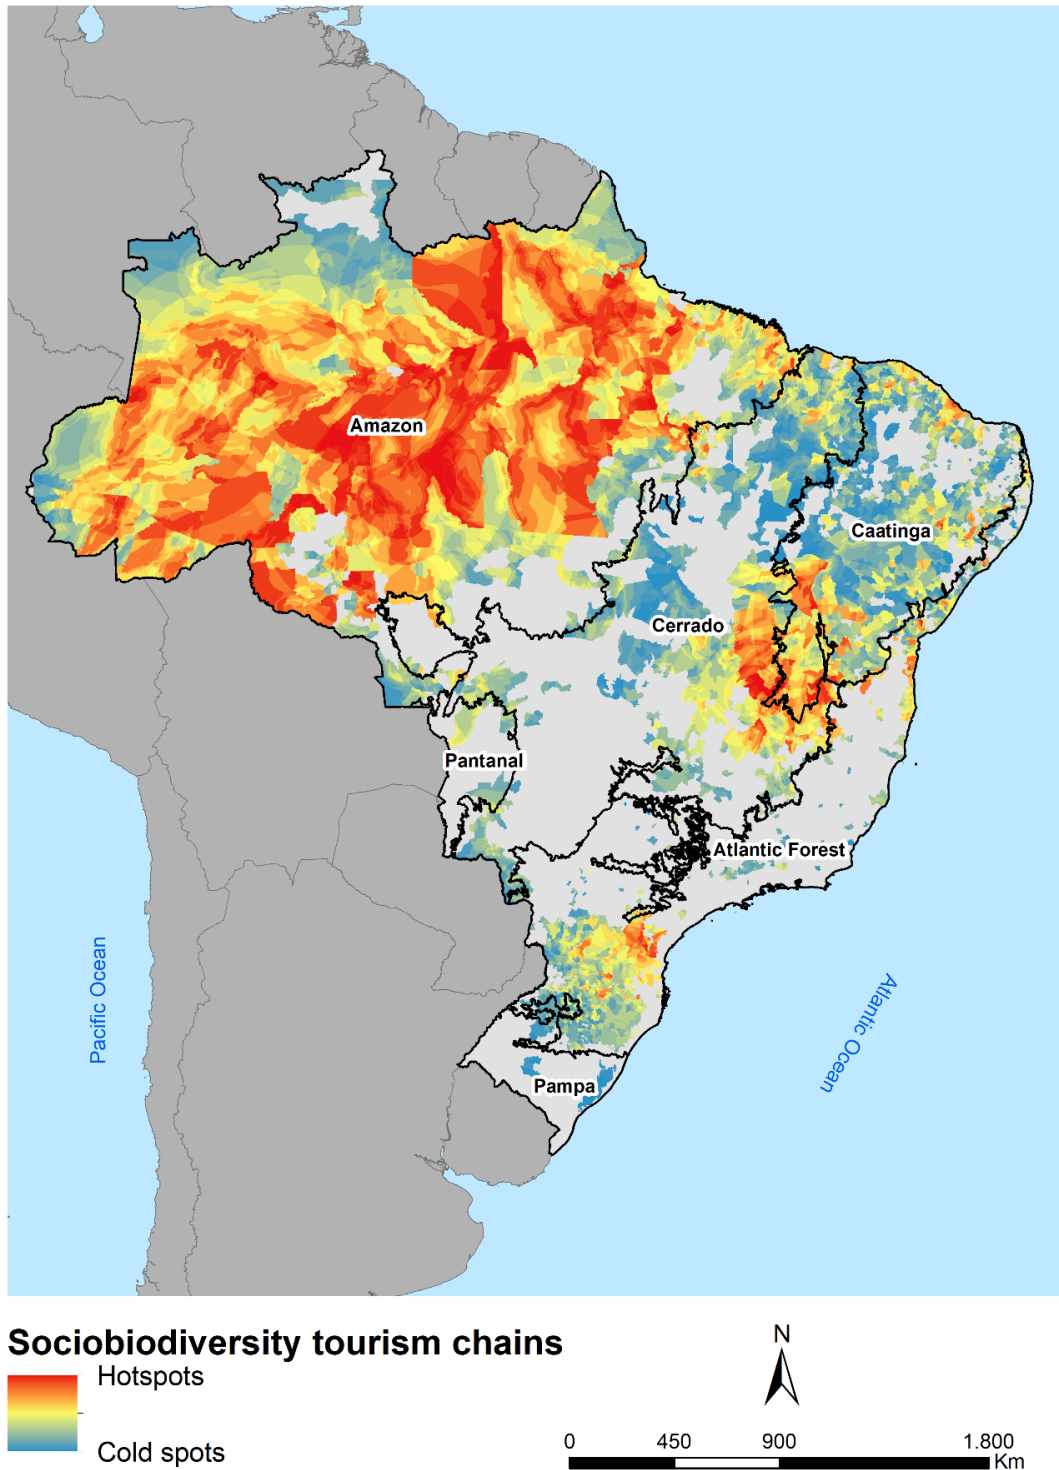 Amazon
Caatinga
Cerrado
Pantanal
Atlantic Forest
Pampa
Pacific Ocean
Atlantic Ocean
Sociobiodiversity tourism chains
Hotspots
Cold spots
N
0 450 900 1.800
Km